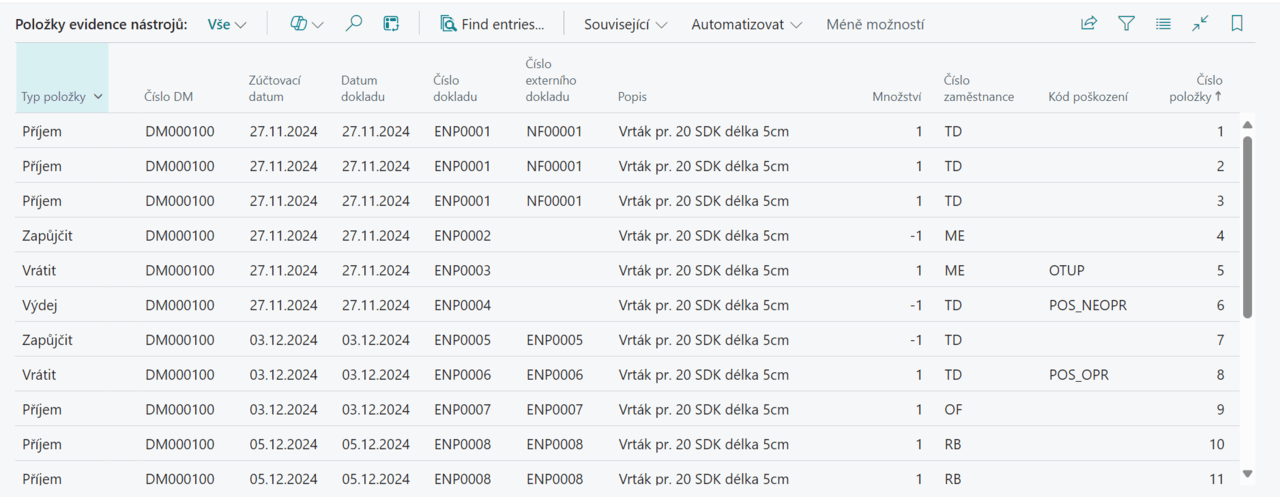 Položky evidence nástrojů: Vše Find entries... Související Automatizovat Méně možností
Typ položky Číslo DM Zúčtovací datum Datum dokladu Číslo dokladu Číslo externího dokladu Popis Množství Číslo zaměstnance Kód poškození Číslo položky ↑
Příjem DM000100 27.11.2024 27.11.2024 ENP0001 NF00001 Vrták pr. 20 SDK délka 5cm 1 TD 1
Příjem DM000100 27.11.2024 27.11.2024 ENP0001 NF00001 Vrták pr. 20 SDK délka 5cm 1 TD 2
Příjem DM000100 27.11.2024 27.11.2024 ENP0001 NF00001 Vrták pr. 20 SDK délka 5cm 1 TD 3
Zapůjčit DM000100 27.11.2024 27.11.2024 ENP0002 Vrták pr. 20 SDK délka 5cm -1 ME 4
Vrátit DM000100 27.11.2024 27.11.2024 ENP0003 Vrták pr. 20 SDK délka 5cm 1 ME OTUP 5
Výdej DM000100 27.11.2024 27.11.2024 ENP0004 Vrták pr. 20 SDK délka 5cm -1 TD POS_NEOPR 6
Zapůjčit DM000100 03.12.2024 03.12.2024 ENP0005 ENP0005 Vrták pr. 20 SDK délka 5cm -1 TD 7
Vrátit DM000100 03.12.2024 03.12.2024 ENP0006 ENP0006 Vrták pr. 20 SDK délka 5cm 1 TD POS_OPR 8
Příjem DM000100 03.12.2024 03.12.2024 ENP0007 ENP0007 Vrták pr. 20 SDK délka 5cm 1 OF 9
Příjem DM000100 05.12.2024 05.12.2024 ENP0008 ENP0008 Vrták pr. 20 SDK délka 5cm 1 RB 10
Příjem DM000100 05.12.2024 05.12.2024 ENP0008 ENP0008 Vrták pr. 20 SDK délka 5cm 1 RB 11